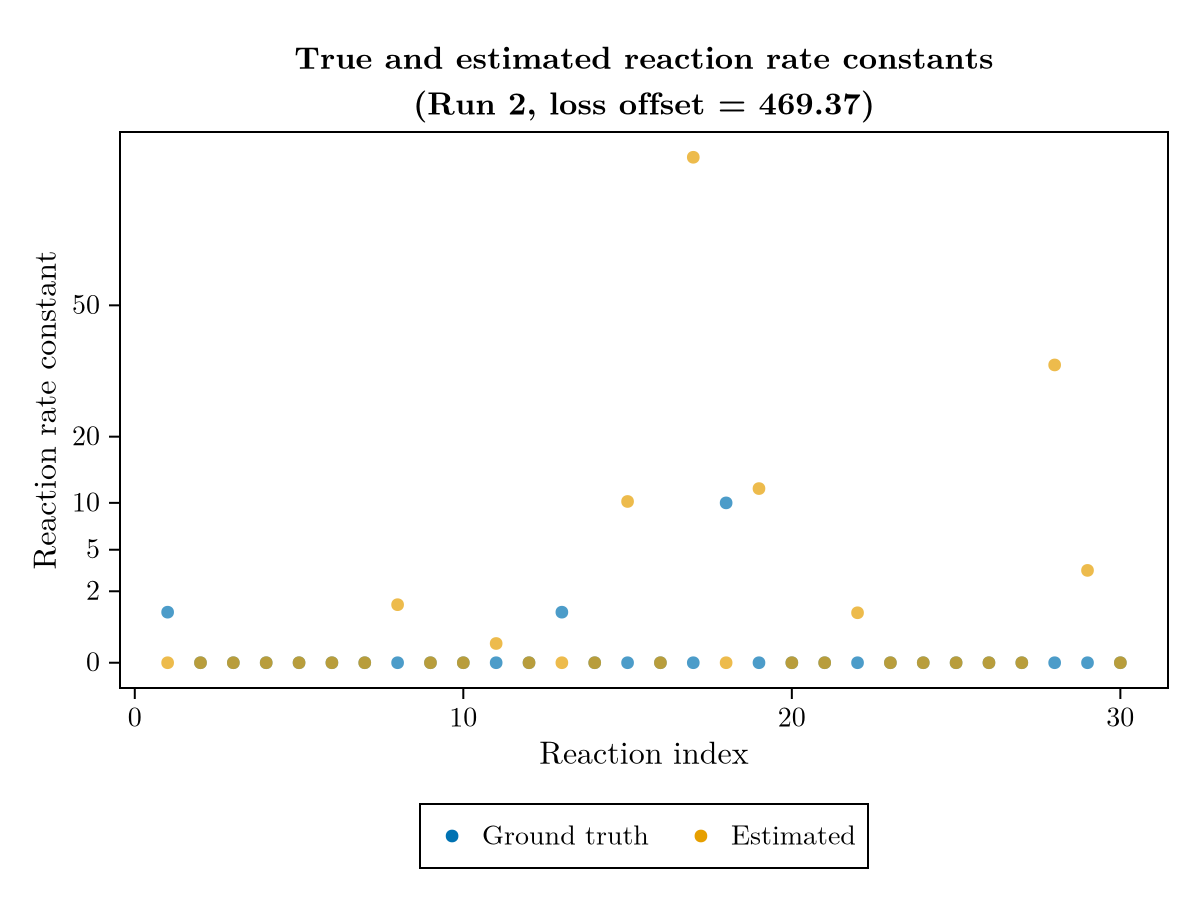 True and estimated reaction rate constants
(Run 2, loss offset = 469.37)
Reaction rate constant
50
20
10
5
2
0
0 10 20 30
Reaction index
Ground truth Estimated